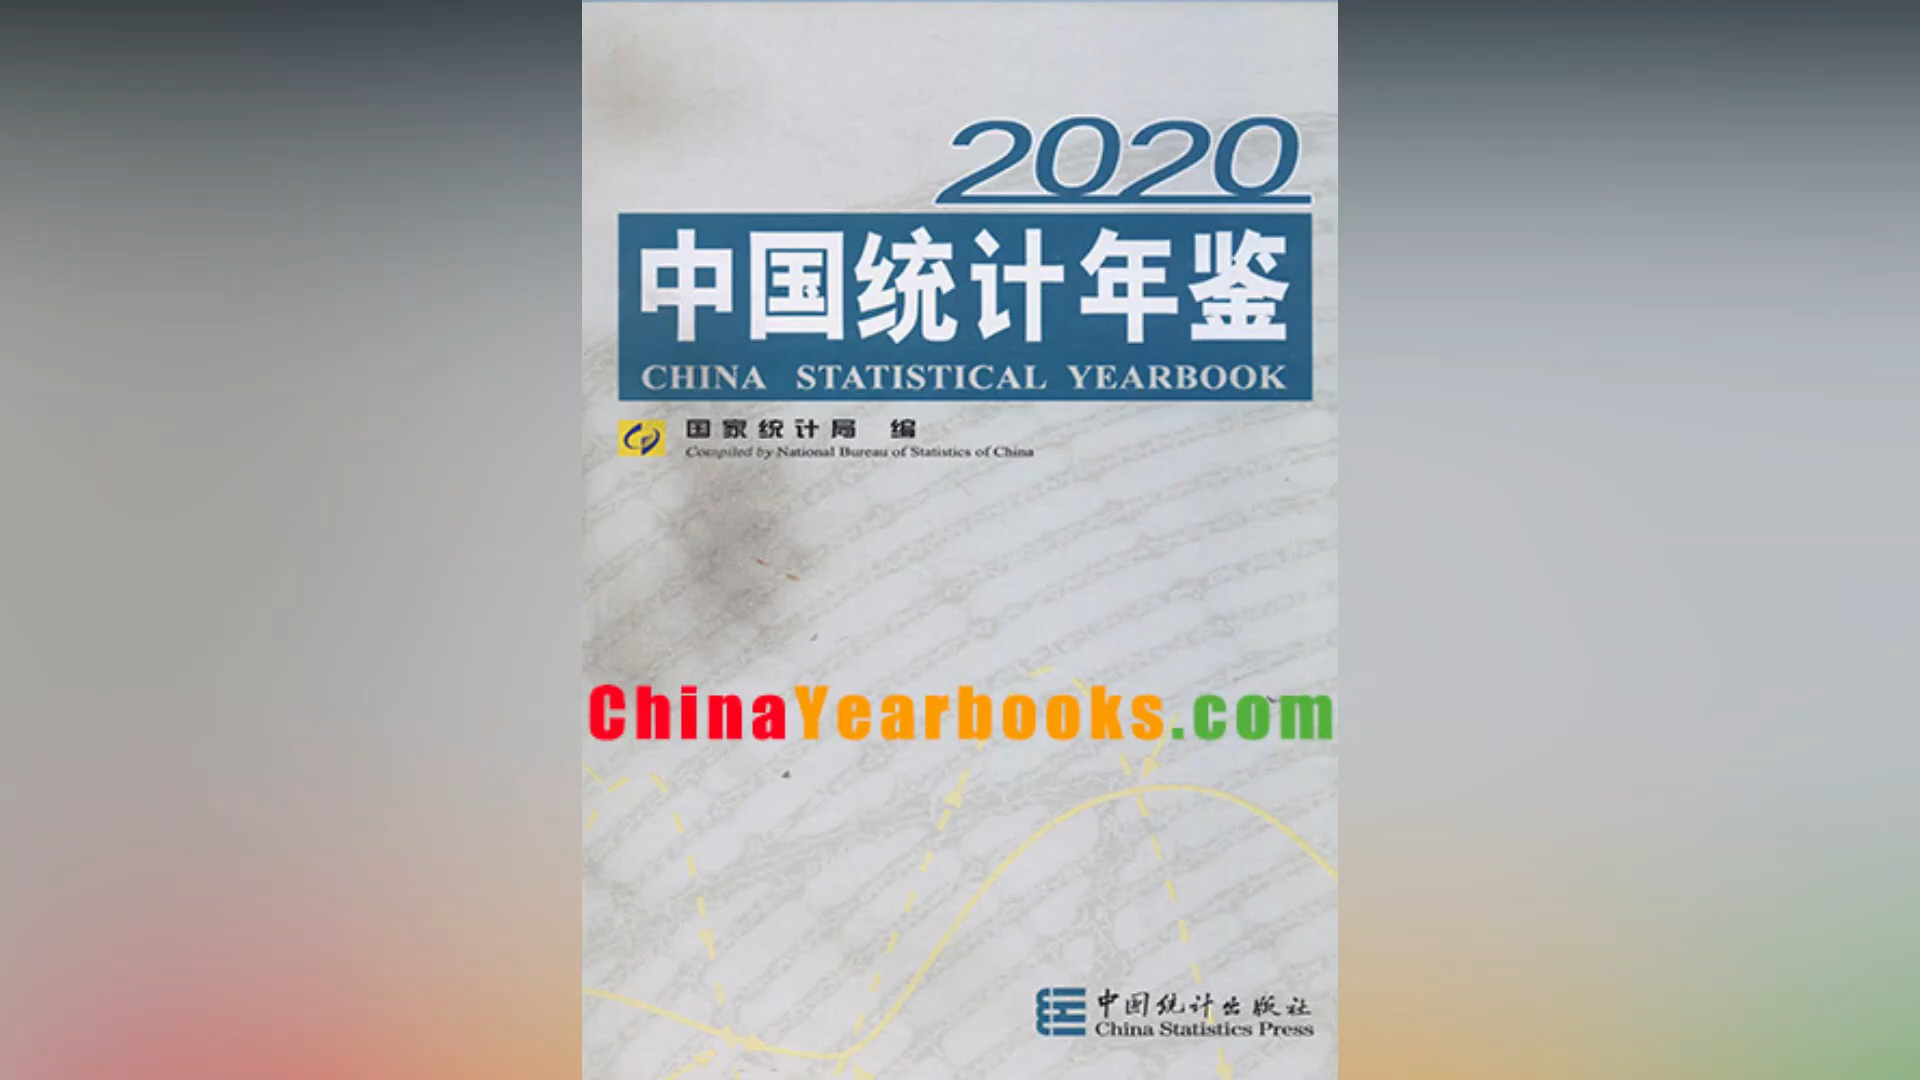 2020
中国统计年鉴
CHINA STATISTICAL YEARBOOK
国家统计局 编
Compiled by National Bureau of Statistics of China
ChinaYearbooks.com
中国统计出版社
China Statistics Press